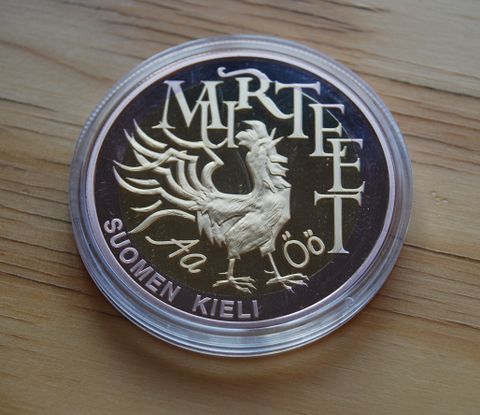 MURTEET
Aa
Öö
SUOMEN KIELI